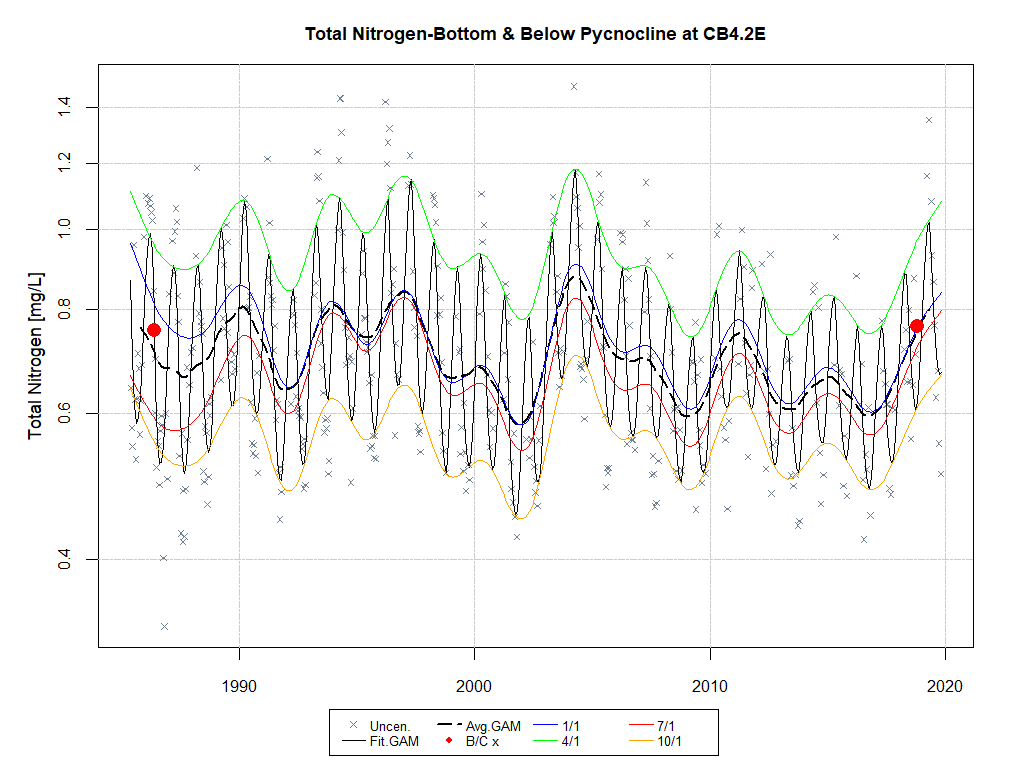 Total Nitrogen-Bottom & Below Pycnocline at CB4.2E
Total Nitrogen [mg/L]
1.4
1.2
1.0
0.8
0.6
0.4
1990 2000 2010 2020
Uncen. Avg.GAM 1/1 7/1
Fit.GAM B/C x 4/1 10/1